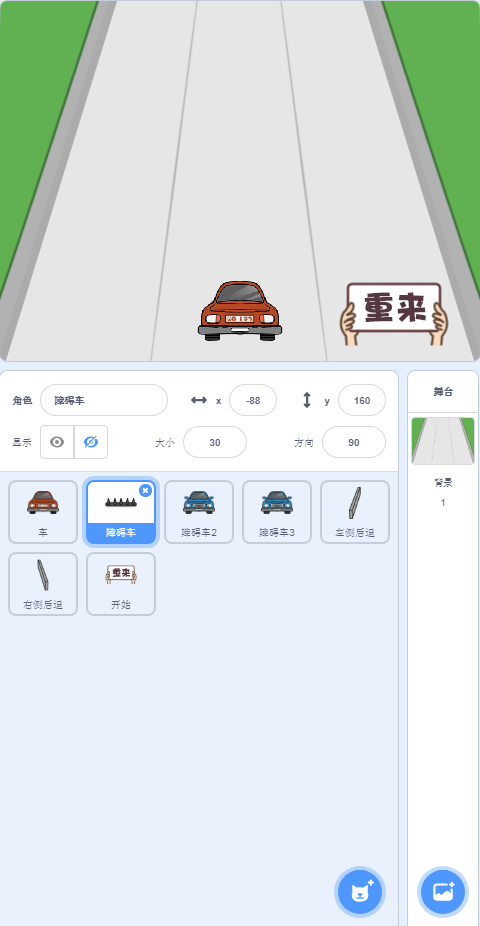 重来
角色 障碍车 x -88 y 160
显示 大小 30 方向 90
车 障碍车 障碍车2 障碍车3 左侧后退
右侧后退 重来 开始
舞台
背景
1